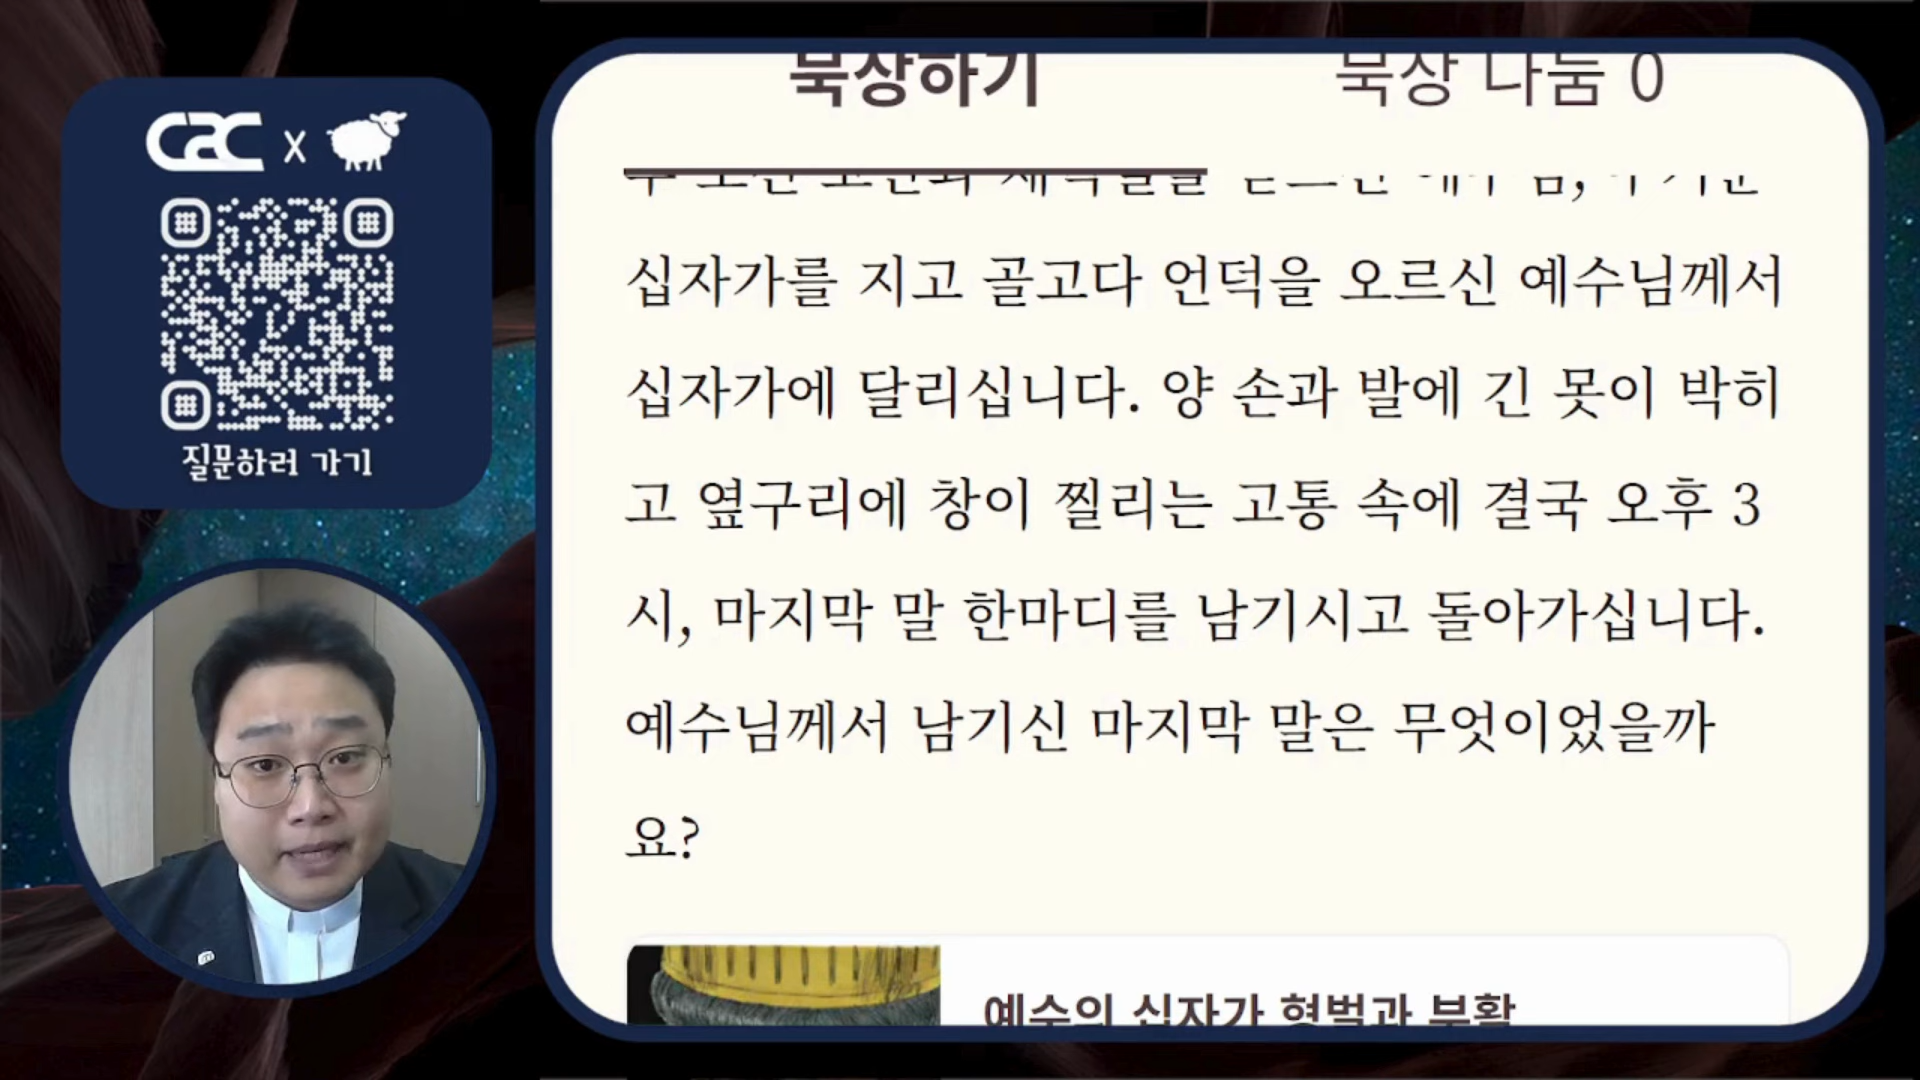 cac x
질문하러 가기
묵상하기
묵상 나눔 0
십자가를 지고 골고다 언덕을 오르신 예수님께서
십자가에 달리십니다. 양 손과 발에 긴 못이 박히
고 옆구리에 창이 찔리는 고통 속에 결국 오후 3
시, 마지막 말 한마디를 남기시고 돌아가십니다.
예수님께서 남기신 마지막 말은 무엇이었을까
요?
예수의 십자가 형벌과 부활